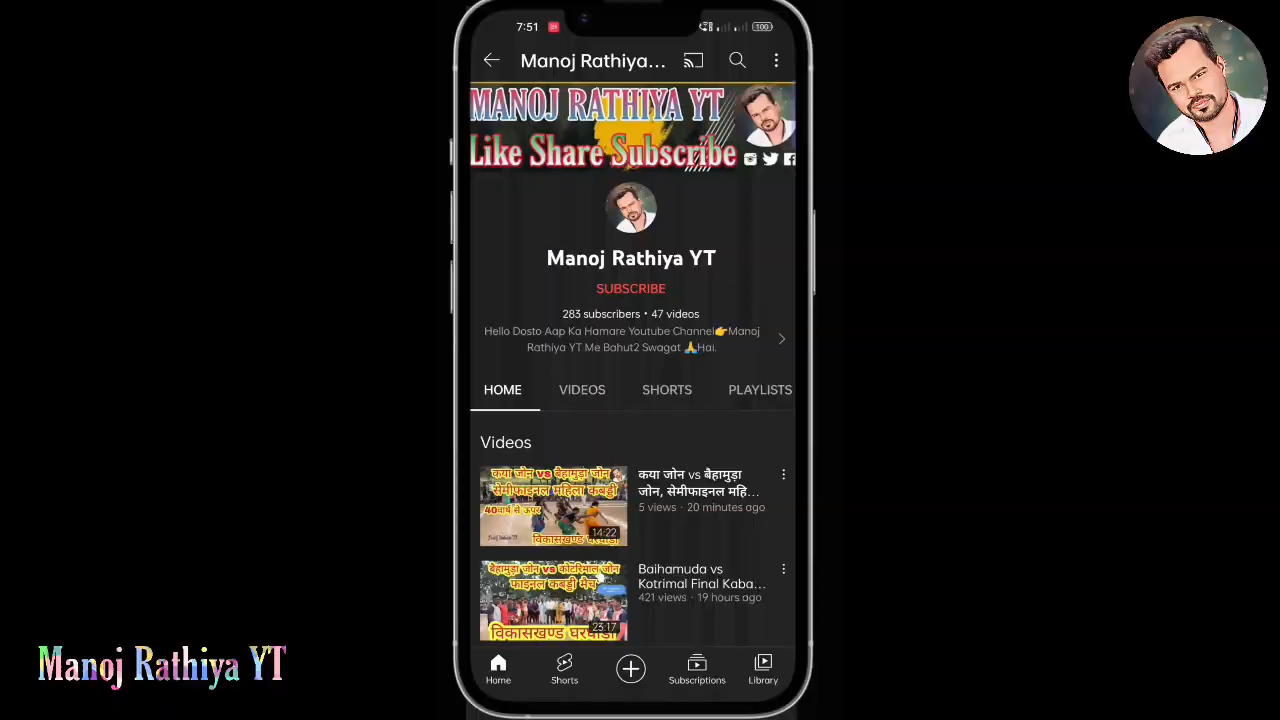 7:51
100
Manoj Rathiya...
MANOJ RATHIYA YT
Like Share Subscribe
Manoj Rathiya YT
SUBSCRIBE
283 subscribers • 47 videos
Hello Dosto Aap Ka Hamare Youtube Channel👉Manoj
Rathiya YT Me Bahut2 Swagat 🙏Hai.
HOME VIDEOS SHORTS PLAYLISTS
Videos
कया जोन vs बेहामुड़ा जोन
सेमीफाइनल महिला कबड्डी
40वार्ष से ऊपर
14:22
विकासखण्ड घरघोड़ा
कया जोन vs बैहामुड़ा
जोन, सेमीफाइनल महि...
5 views · 20 minutes ago
बैहामुड़ा जोन vs कोटरिमाल जोन
फाइनल कबड्डी मैच
23:17
विकासखण्ड घरघोड़ा
Baihamuda vs
Kotrimal Final Kaba...
421 views · 19 hours ago
Home Shorts Subscriptions Library
Manoj Rathiya YT